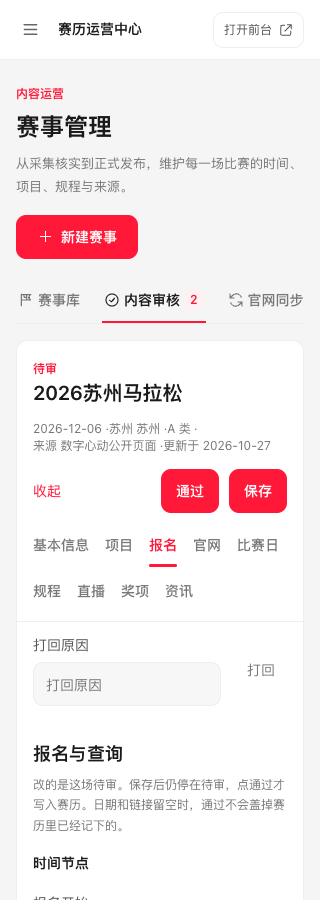 赛历运营中心
打开前台
内容运营
赛事管理
从采集核实到正式发布，维护每一场比赛的时间、
项目、规程与来源。
新建赛事
赛事库 内容审核 2 官网同步
待审
2026苏州马拉松
2026-12-06 ·苏州 苏州 ·A 类 ·
来源 数字心动公开页面 ·更新于 2026-10-27
收起 通过 保存
基本信息 项目 报名 官网 比赛日
规程 直播 奖项 资讯
打回原因
打回原因 打回
报名与查询
改的是这场待审。保存后仍停在待审，点通过才
写入赛历。日期和链接留空时，通过不会盖掉赛
历里已经记下的。
时间节点
报名开始